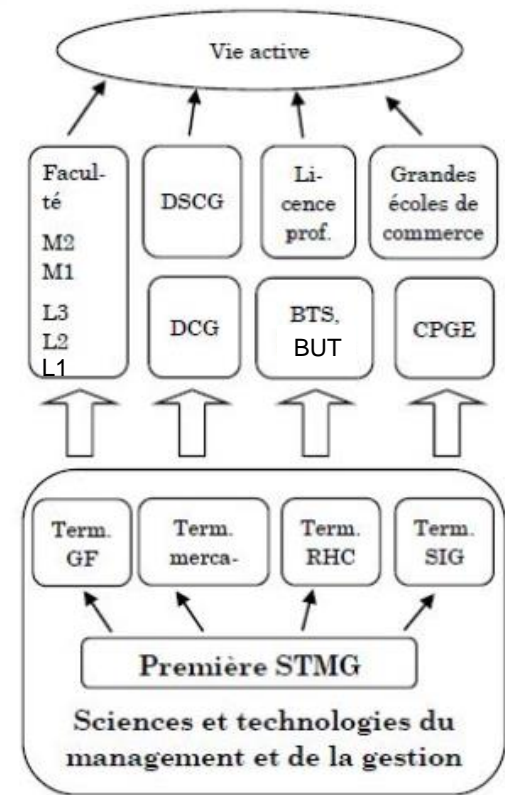 Vie active
Facul-
té
M2
M1
L3
L2
L1
DSCG
DCG
Li-
cence
prof.
BTS,
BUT
Grandes
écoles de
commerce
CPGE
Term.
GF
Term.
merca-
Term.
RHC
Term.
SIG
Première STMG
Sciences et technologies du
management et de la gestion